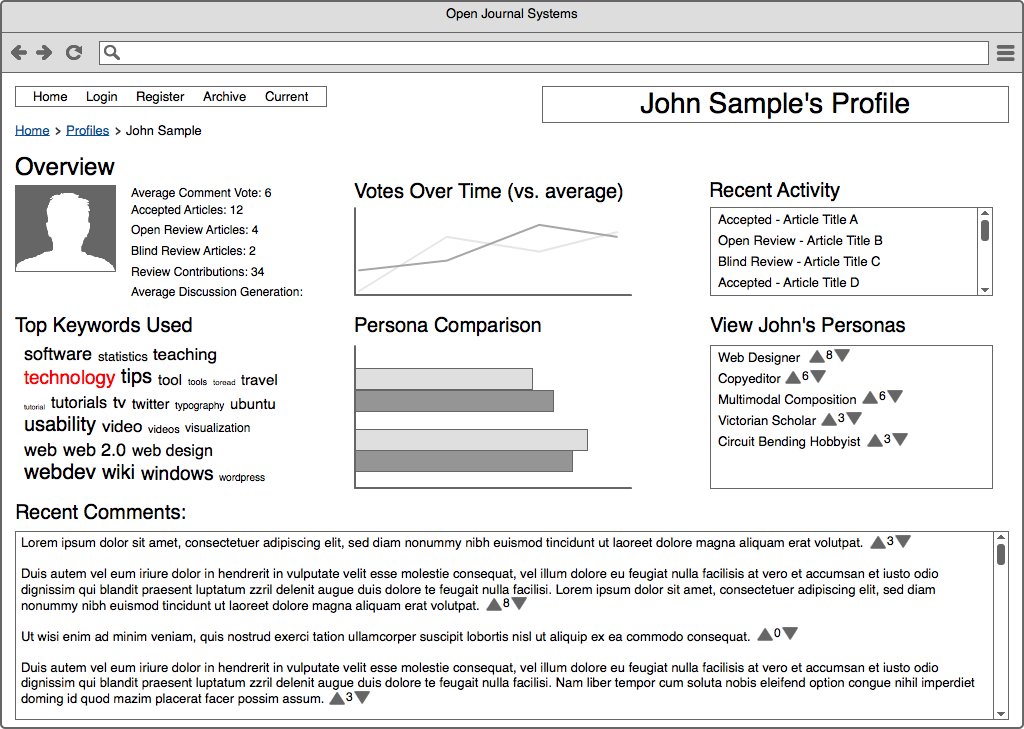 Open Journal Systems
Home Login Register Archive Current
John Sample's Profile
Home > Profiles > John Sample
Overview
Average Comment Vote: 6
Accepted Articles: 12
Open Review Articles: 4
Blind Review Articles: 2
Review Contributions: 34
Average Discussion Generation:
Votes Over Time (vs. average)
Recent Activity
Accepted - Article Title A
Open Review - Article Title B
Blind Review - Article Title C
Accepted - Article Title D
Top Keywords Used
software statistics teaching
technology tips tool tools toread travel
tutorial tutorials tv twitter typography ubuntu
usability video videos visualization
web web 2.0 web design
webdev wiki windows wordpress
Persona Comparison
View John's Personas
Web Designer 8
Copyeditor 6
Multimodal Composition 6
Victorian Scholar 3
Circuit Bending Hobbyist 3
Recent Comments:
Lorem ipsum dolor sit amet, consectetuer adipiscing elit, sed diam nonummy nibh euismod tincidunt ut laoreet dolore magna aliquam erat volutpat. 3
Duis autem vel eum iriure dolor in hendrerit in vulputate velit esse molestie consequat, vel illum dolore eu feugiat nulla facilisis at vero et accumsan et iusto odio
dignissim qui blandit praesent luptatum zzril delenit augue duis dolore te feugait nulla facilisi. Lorem ipsum dolor sit amet, consectetuer adipiscing elit, sed diam
nonummy nibh euismod tincidunt ut laoreet dolore magna aliquam erat volutpat. 8
Ut wisi enim ad minim veniam, quis nostrud exerci tation ullamcorper suscipit lobortis nisl ut aliquip ex ea commodo consequat. 0
Duis autem vel eum iriure dolor in hendrerit in vulputate velit esse molestie consequat, vel illum dolore eu feugiat nulla facilisis at vero et accumsan et iusto odio
dignissim qui blandit praesent luptatum zzril delenit augue duis dolore te feugait nulla facilisi. Nam liber tempor cum soluta nobis eleifend option congue nihil imperdiet
doming id quod mazim placerat facer possim assum. 3